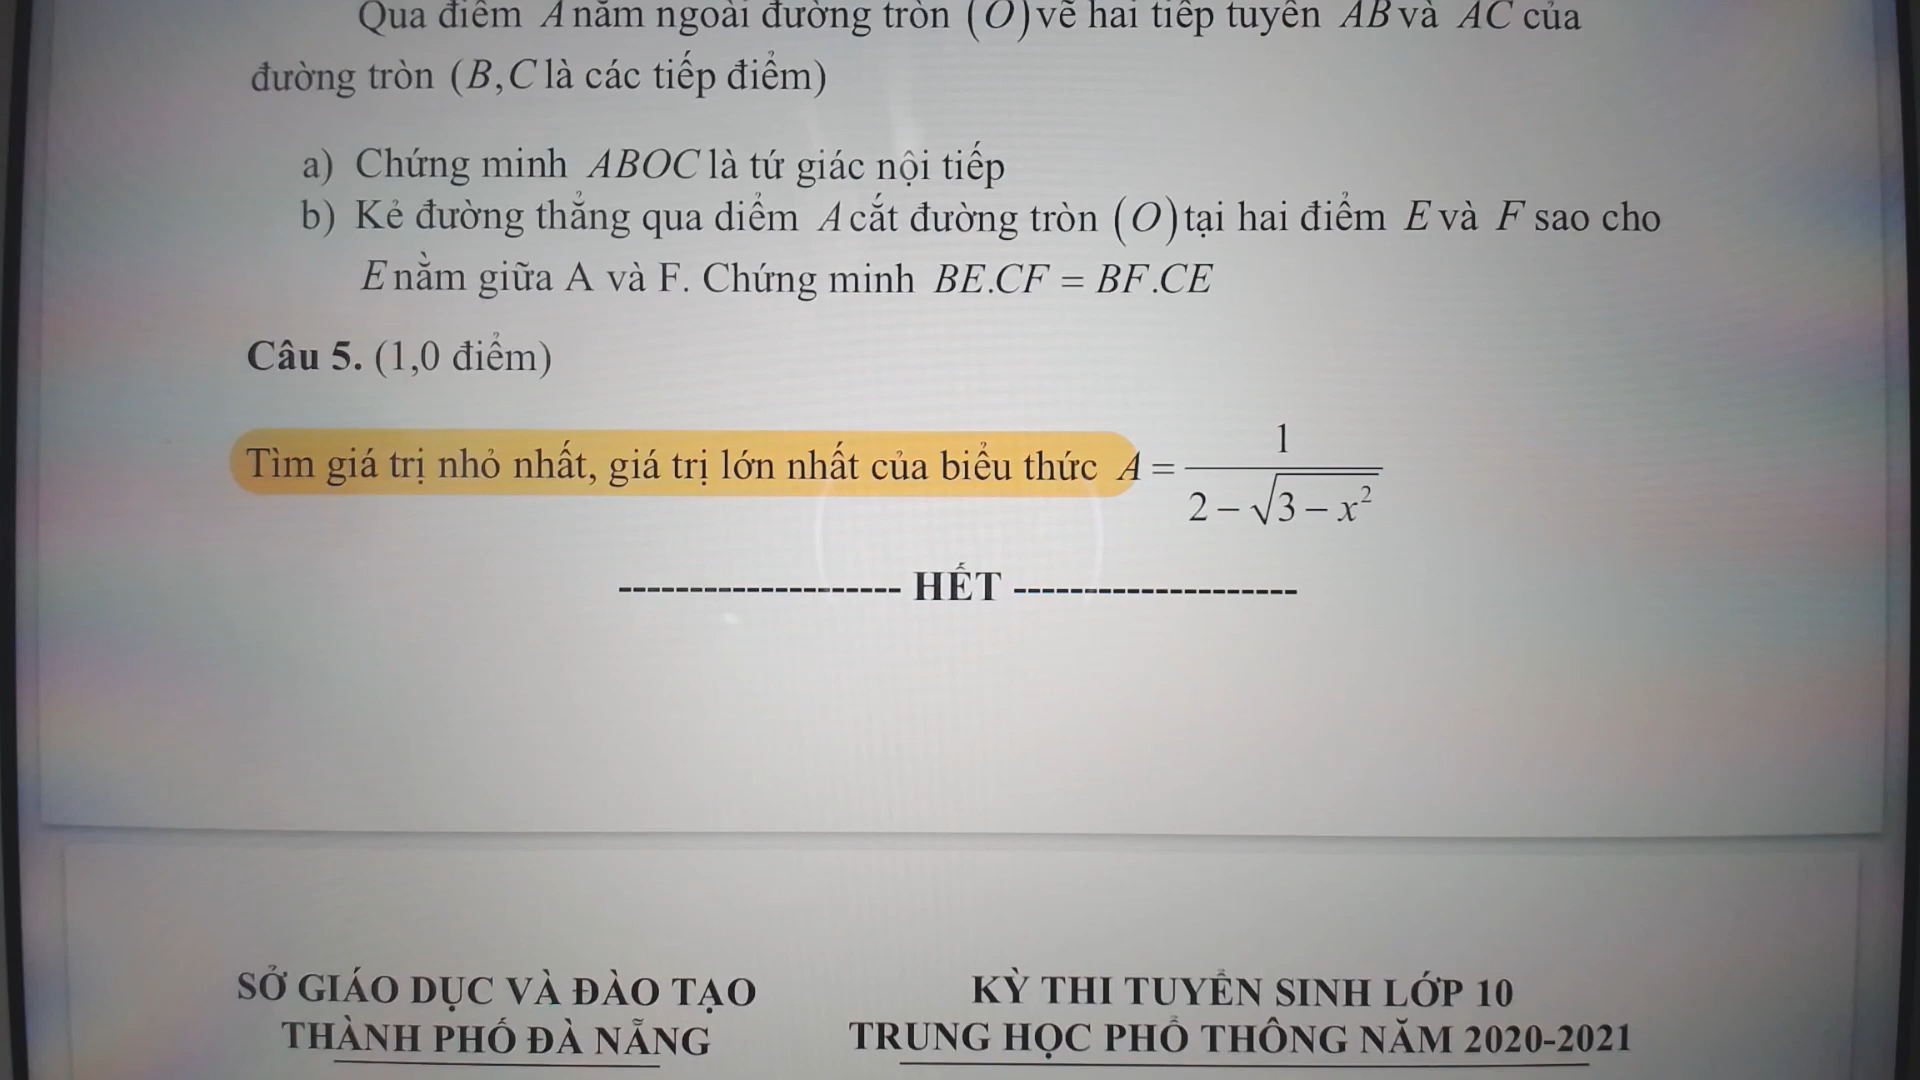 Qua điểm A nằm ngoài đường tròn (O) vẽ hai tiếp tuyến AB và AC của
đường tròn (B,C là các tiếp điểm)
a) Chứng minh ABOC là tứ giác nội tiếp
b) Kẻ đường thẳng qua diểm A cắt đường tròn (O) tại hai điểm E và F sao cho
E nằm giữa A và F. Chứng minh BE.CF = BF.CE
Câu 5. (1,0 điểm)
Tìm giá trị nhỏ nhất, giá trị lớn nhất của biểu thức A = 1 / (2 − √(3 − x²))
-------------------- HẾT --------------------
SỞ GIÁO DỤC VÀ ĐÀO TẠO KỲ THI TUYỂN SINH LỚP 10
THÀNH PHỐ ĐÀ NẴNG TRUNG HỌC PHỔ THÔNG NĂM 2020-2021